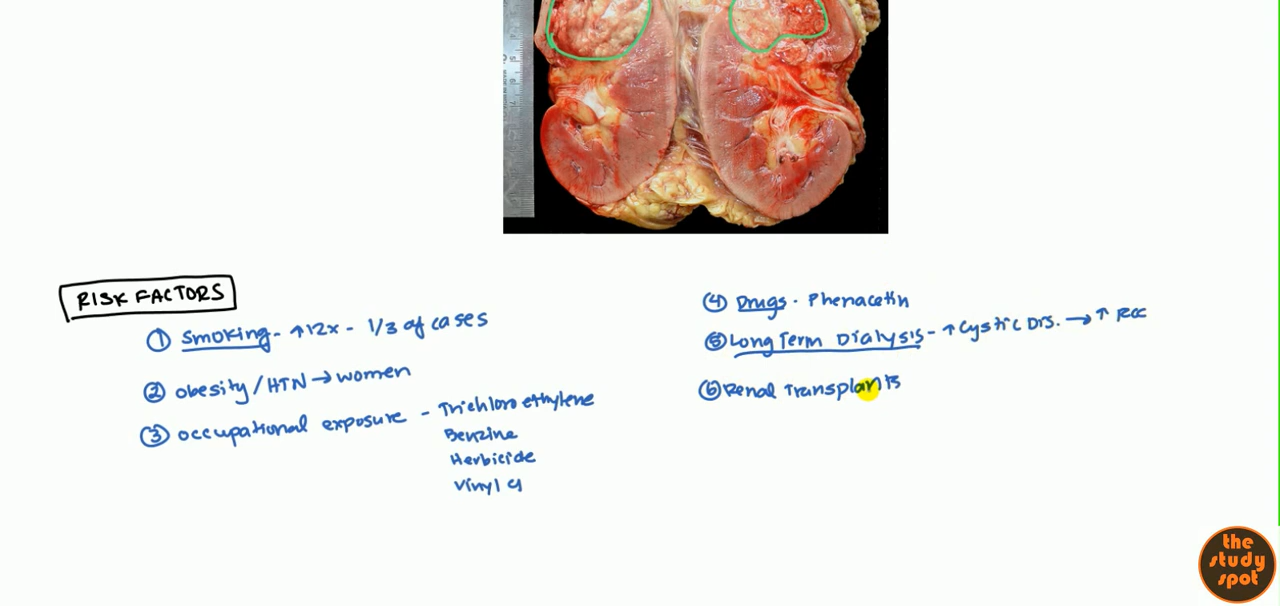 RISK FACTORS
① Smoking - ↑12x - 1/3 of cases
② obesity/HTN → women
③ occupational exposure - Trichloroethylene
Benzine
Herbicide
Vinyl Cl
④ Drugs - Phenacetin
⑤ Long Term Dialysis - ↑ Cystic Dis. → ↑ RCC
⑥ Renal Transplants
the
study
spot